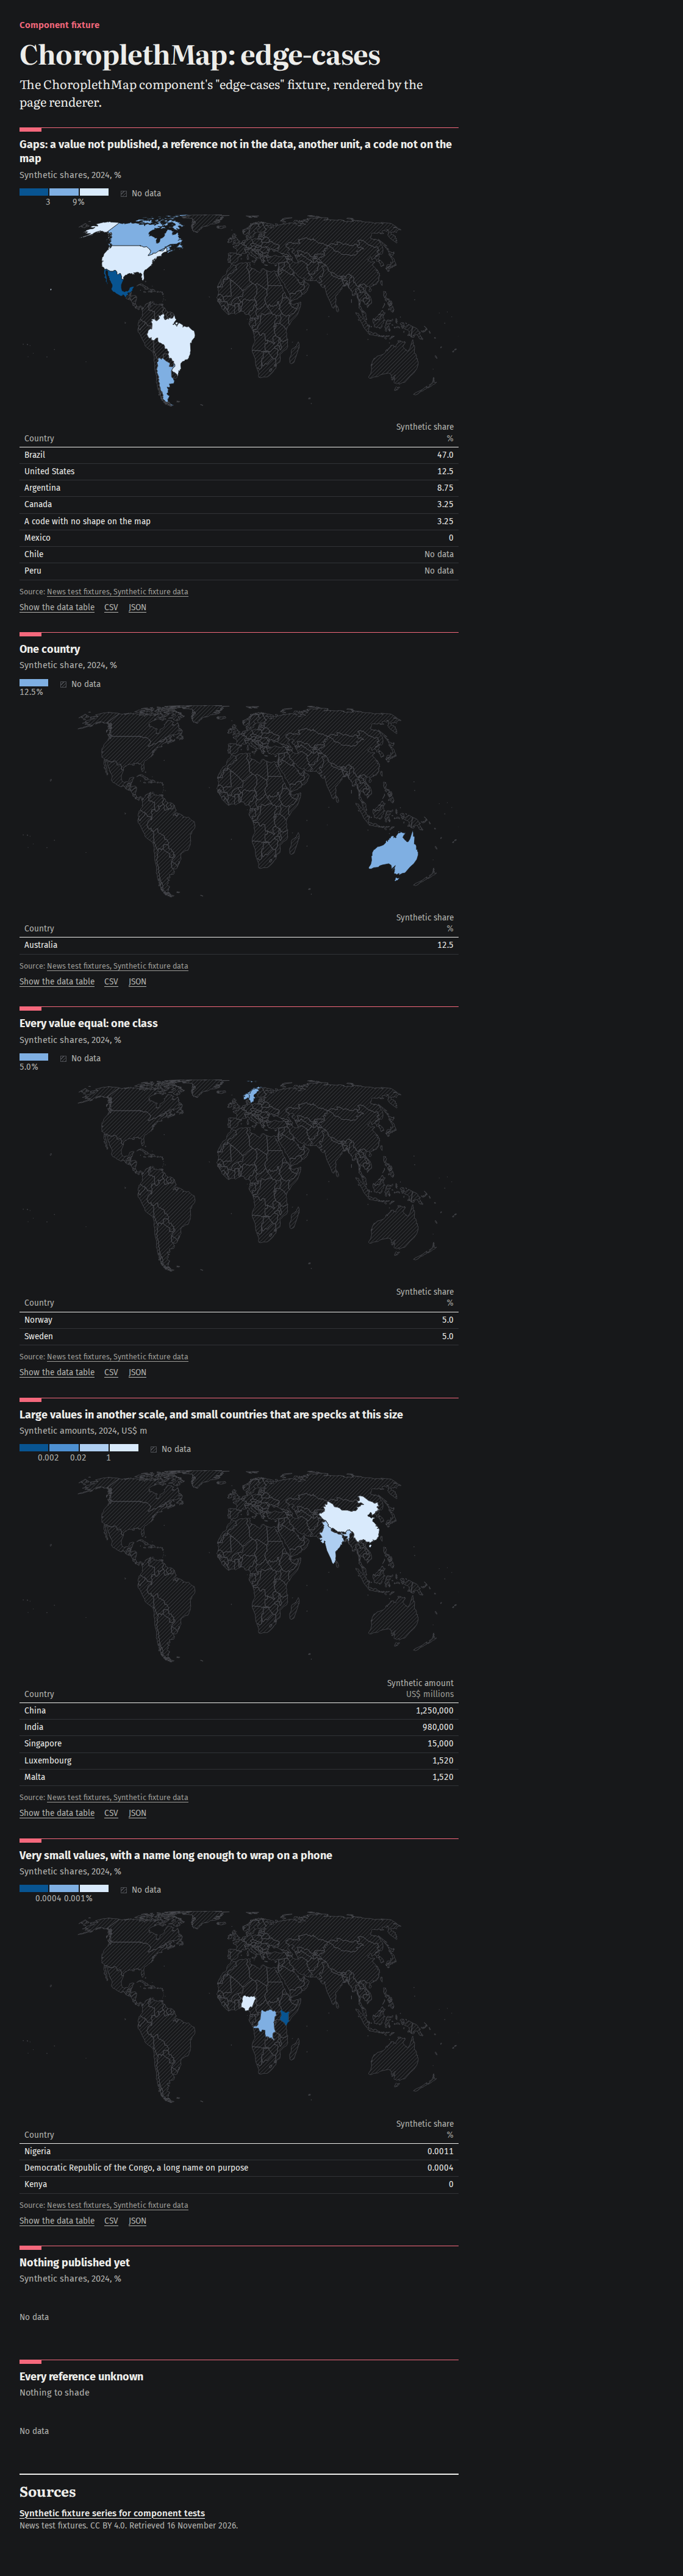 Component fixture
ChoroplethMap: edge-cases
The ChoroplethMap component's "edge-cases" fixture, rendered by the
page renderer.
Gaps: a value not published, a reference not in the data, another unit, a code not on the
map
Synthetic shares, 2024, %
No data
3 9%
Synthetic share
Country %
Brazil 47.0
United States 12.5
Argentina 8.75
Canada 3.25
A code with no shape on the map 3.25
Mexico 0
Chile No data
Peru No data
Source: News test fixtures, Synthetic fixture data
Show the data table CSV JSON
One country
Synthetic share, 2024, %
No data
12.5%
Synthetic share
Country %
Australia 12.5
Source: News test fixtures, Synthetic fixture data
Show the data table CSV JSON
Every value equal: one class
Synthetic shares, 2024, %
No data
5.0%
Synthetic share
Country %
Norway 5.0
Sweden 5.0
Source: News test fixtures, Synthetic fixture data
Show the data table CSV JSON
Large values in another scale, and small countries that are specks at this size
Synthetic amounts, 2024, US$ m
No data
0.002 0.02 1
Synthetic amount
Country US$ millions
China 1,250,000
India 980,000
Singapore 15,000
Luxembourg 1,520
Malta 1,520
Source: News test fixtures, Synthetic fixture data
Show the data table CSV JSON
Very small values, with a name long enough to wrap on a phone
Synthetic shares, 2024, %
No data
0.0004 0.001%
Synthetic share
Country %
Nigeria 0.0011
Democratic Republic of the Congo, a long name on purpose 0.0004
Kenya 0
Source: News test fixtures, Synthetic fixture data
Show the data table CSV JSON
Nothing published yet
Synthetic shares, 2024, %
No data
Every reference unknown
Nothing to shade
No data
Sources
Synthetic fixture series for component tests
News test fixtures. CC BY 4.0. Retrieved 16 November 2026.